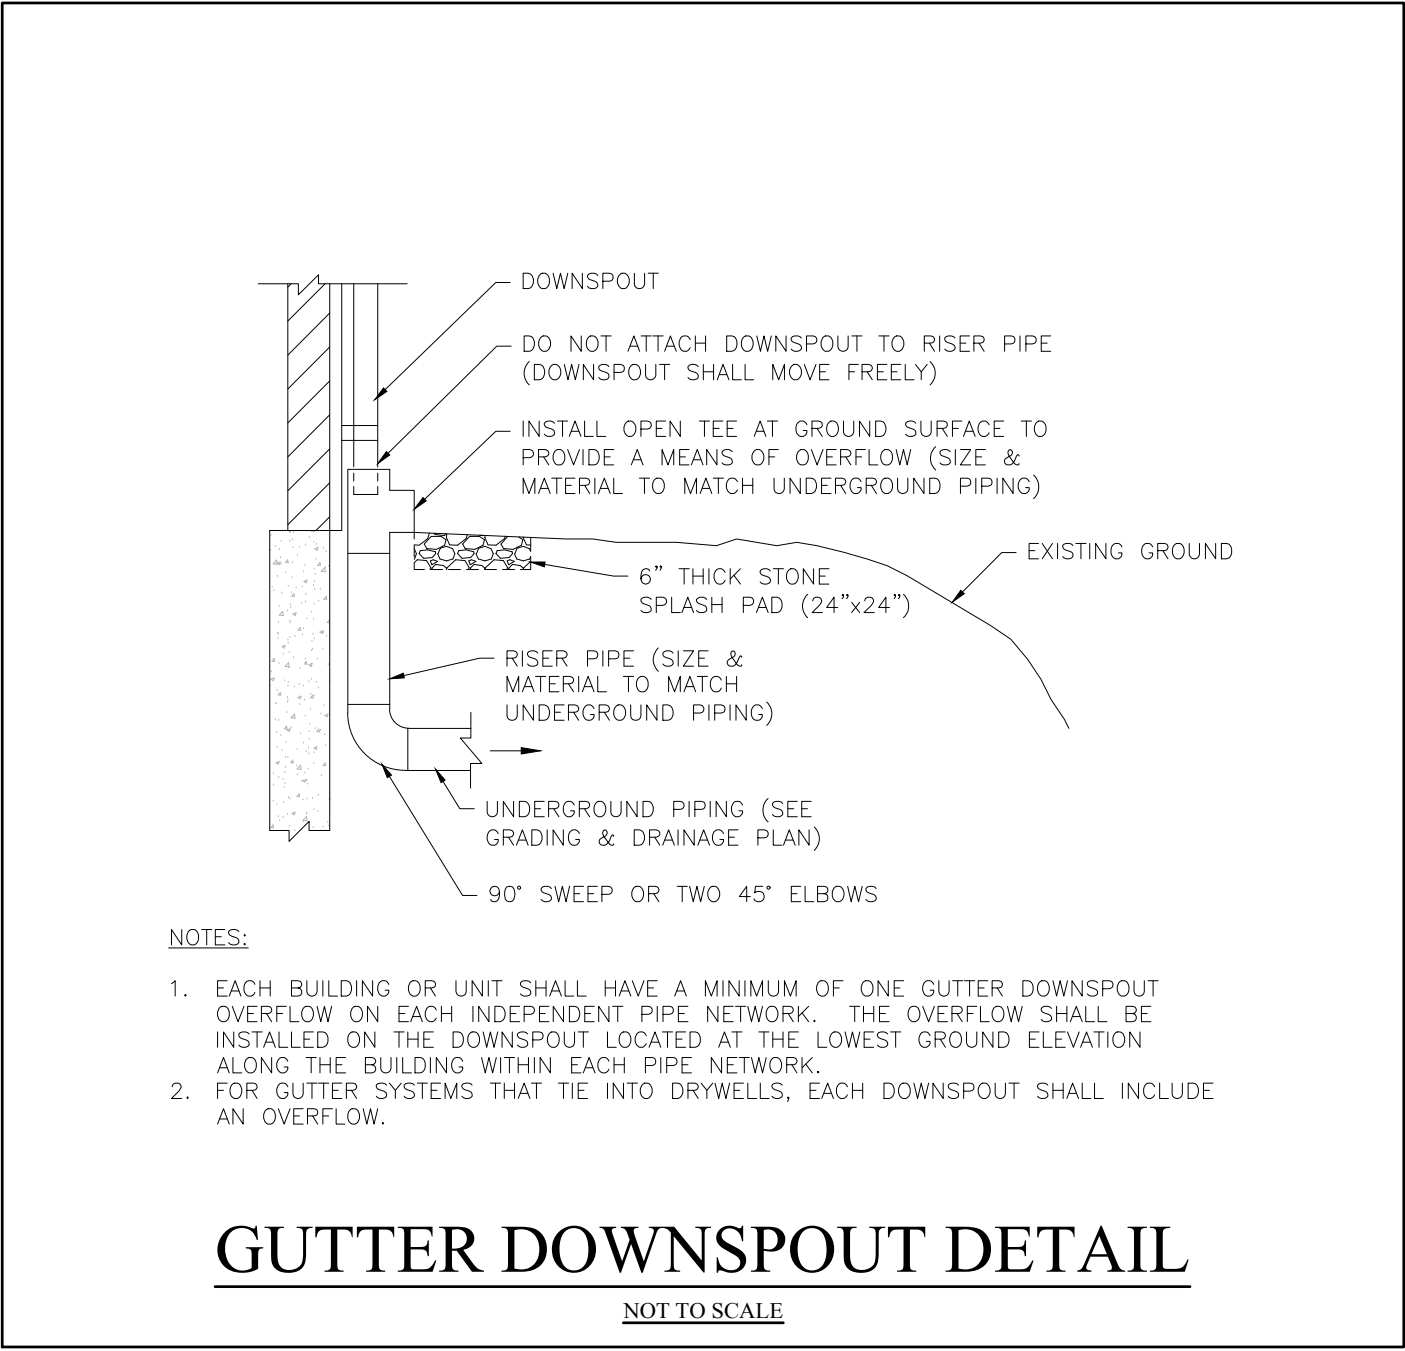 DOWNSPOUT
DO NOT ATTACH DOWNSPOUT TO RISER PIPE
(DOWNSPOUT SHALL MOVE FREELY)
INSTALL OPEN TEE AT GROUND SURFACE TO
PROVIDE A MEANS OF OVERFLOW (SIZE &
MATERIAL TO MATCH UNDERGROUND PIPING)
EXISTING GROUND
6" THICK STONE
SPLASH PAD (24"x24")
RISER PIPE (SIZE &
MATERIAL TO MATCH
UNDERGROUND PIPING)
UNDERGROUND PIPING (SEE
GRADING & DRAINAGE PLAN)
90° SWEEP OR TWO 45° ELBOWS
NOTES:
1. EACH BUILDING OR UNIT SHALL HAVE A MINIMUM OF ONE GUTTER DOWNSPOUT
OVERFLOW ON EACH INDEPENDENT PIPE NETWORK. THE OVERFLOW SHALL BE
INSTALLED ON THE DOWNSPOUT LOCATED AT THE LOWEST GROUND ELEVATION
ALONG THE BUILDING WITHIN EACH PIPE NETWORK.
2. FOR GUTTER SYSTEMS THAT TIE INTO DRYWELLS, EACH DOWNSPOUT SHALL INCLUDE
AN OVERFLOW.
GUTTER DOWNSPOUT DETAIL
NOT TO SCALE